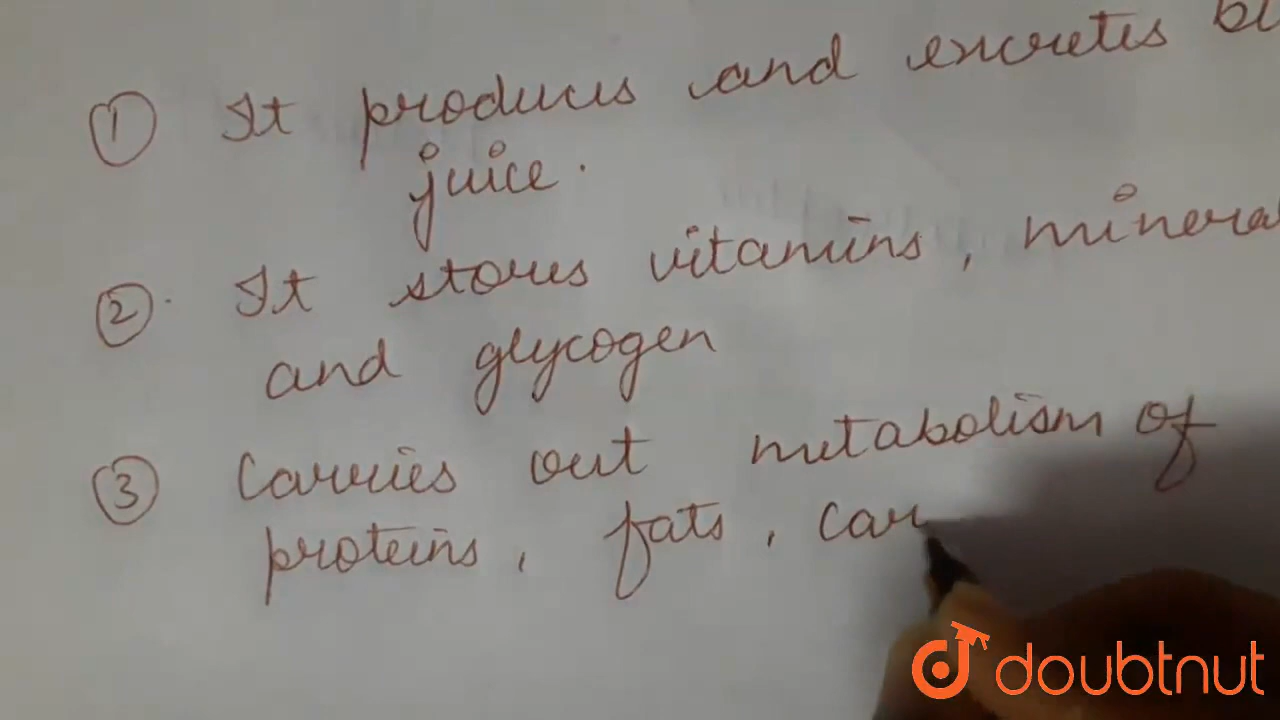 ① It produces and excretes bi
juice.
②. It stores vitamins, minera
and glycogen
③ Carries out metabolism of
proteins, fats, car
doubtnut